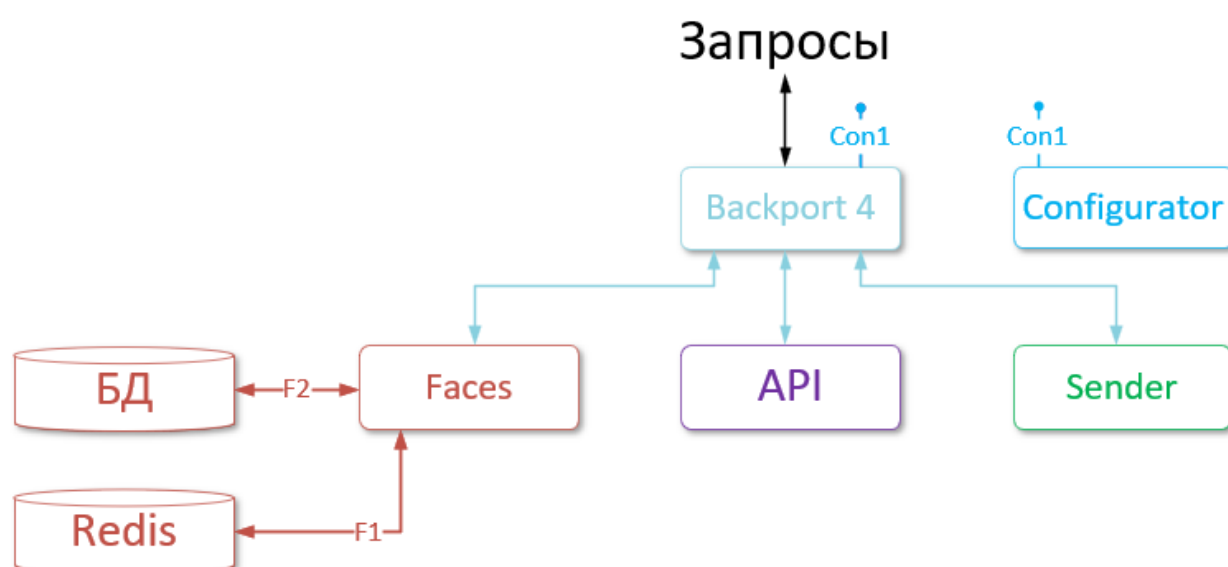 Запросы
Con1
Con1
Backport 4
Configurator
БД
F2
Faces
API
Sender
Redis
F1